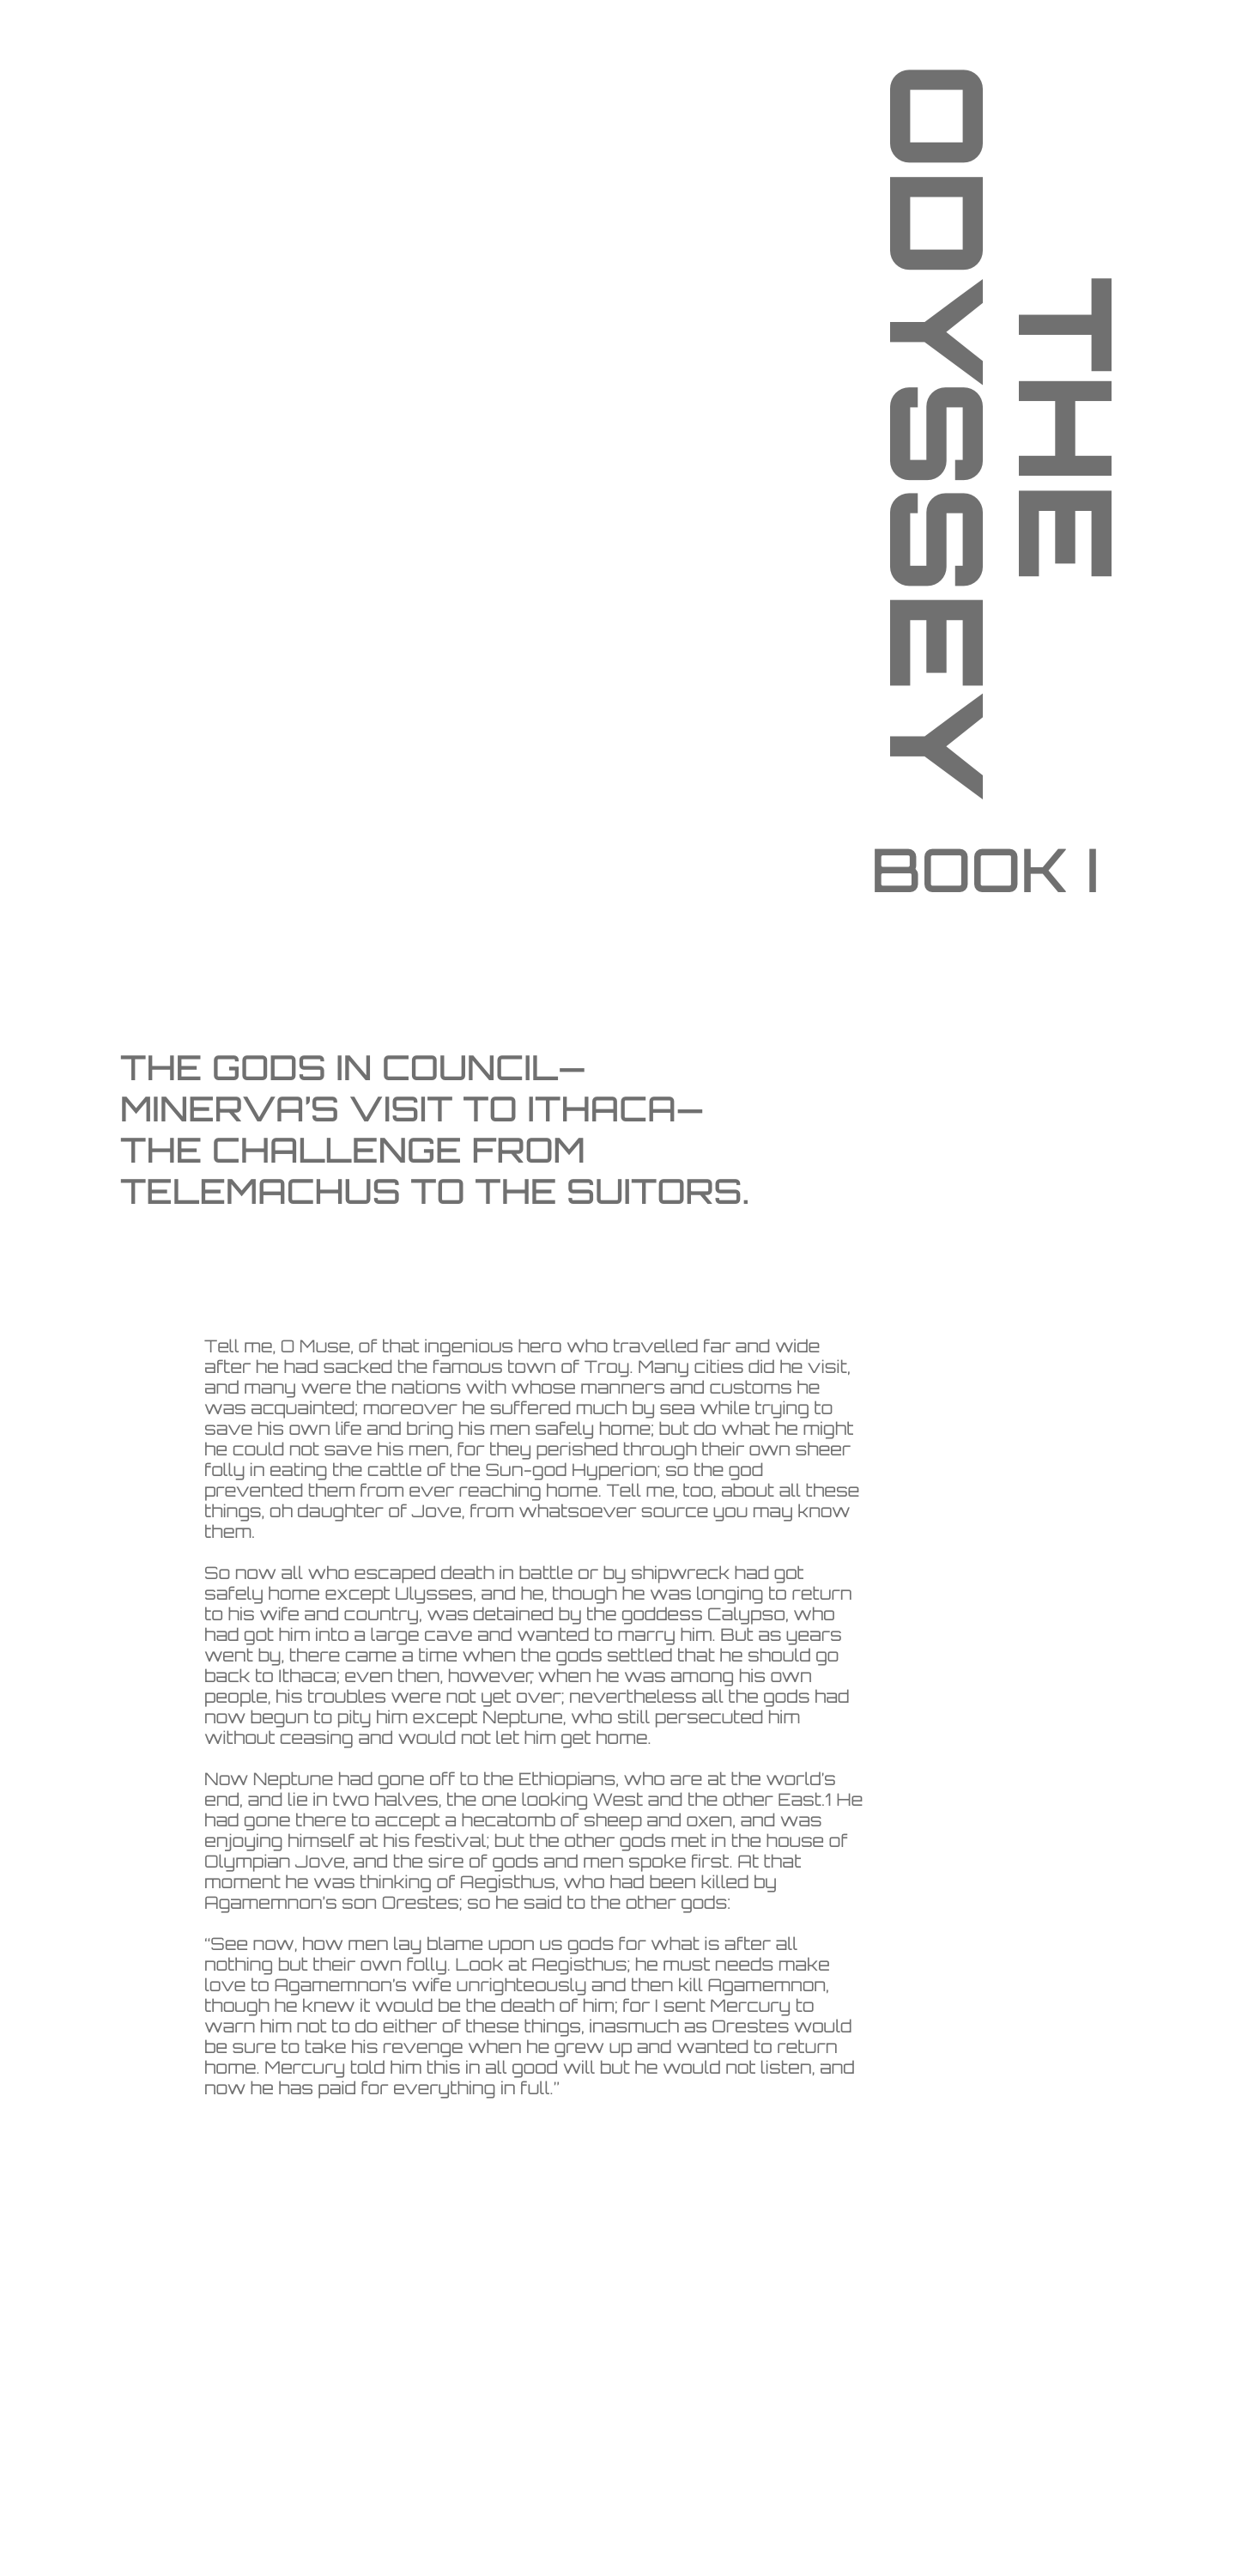 THE
ODYSSEY
BOOK I
THE GODS IN COUNCIL—
MINERVA'S VISIT TO ITHACA—
THE CHALLENGE FROM
TELEMACHUS TO THE SUITORS.
Tell me, O Muse, of that ingenious hero who travelled far and wide
after he had sacked the famous town of Troy. Many cities did he visit,
and many were the nations with whose manners and customs he
was acquainted; moreover he suffered much by sea while trying to
save his own life and bring his men safely home; but do what he might
he could not save his men, for they perished through their own sheer
folly in eating the cattle of the Sun-god Hyperion; so the god
prevented them from ever reaching home. Tell me, too, about all these
things, oh daughter of Jove, from whatsoever source you may know
them.
So now all who escaped death in battle or by shipwreck had got
safely home except Ulysses, and he, though he was longing to return
to his wife and country, was detained by the goddess Calypso, who
had got him into a large cave and wanted to marry him. But as years
went by, there came a time when the gods settled that he should go
back to Ithaca; even then, however, when he was among his own
people, his troubles were not yet over; nevertheless all the gods had
now begun to pity him except Neptune, who still persecuted him
without ceasing and would not let him get home.
Now Neptune had gone off to the Ethiopians, who are at the world's
end, and lie in two halves, the one looking West and the other East.1 He
had gone there to accept a hecatomb of sheep and oxen, and was
enjoying himself at his festival; but the other gods met in the house of
Olympian Jove, and the sire of gods and men spoke first. At that
moment he was thinking of Aegisthus, who had been killed by
Agamemnon's son Orestes; so he said to the other gods:
"See now, how men lay blame upon us gods for what is after all
nothing but their own folly. Look at Aegisthus; he must needs make
love to Agamemnon's wife unrighteously and then kill Agamemnon,
though he knew it would be the death of him; for I sent Mercury to
warn him not to do either of these things, inasmuch as Orestes would
be sure to take his revenge when he grew up and wanted to return
home. Mercury told him this in all good will but he would not listen, and
now he has paid for everything in full."